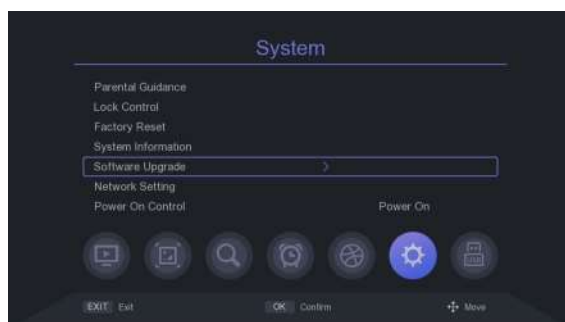 System
Parental Guidance
Lock Control
Factory Reset
System Information
Software Upgrade
Network Setting
Power On Control Power On
USB
EXIT Exit OK Confirm Move